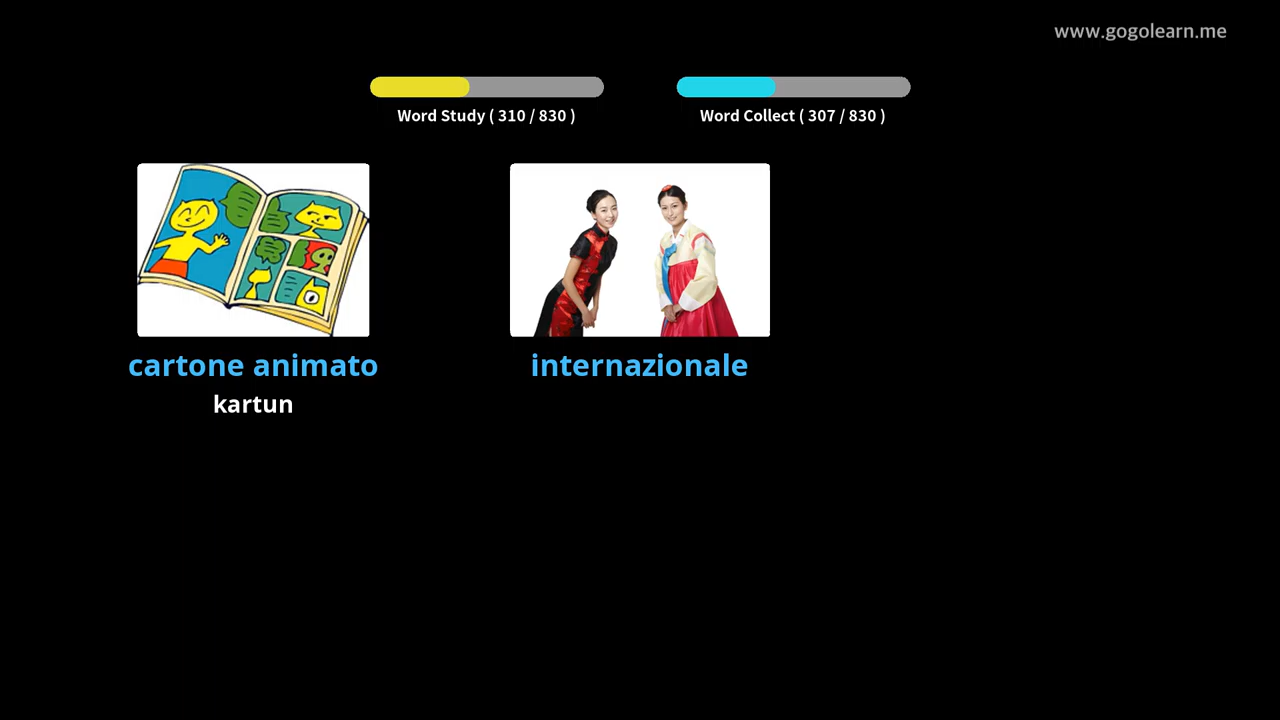 www.gogolearn.me
Word Study ( 310 / 830 )
Word Collect ( 307 / 830 )
cartone animato
kartun
internazionale